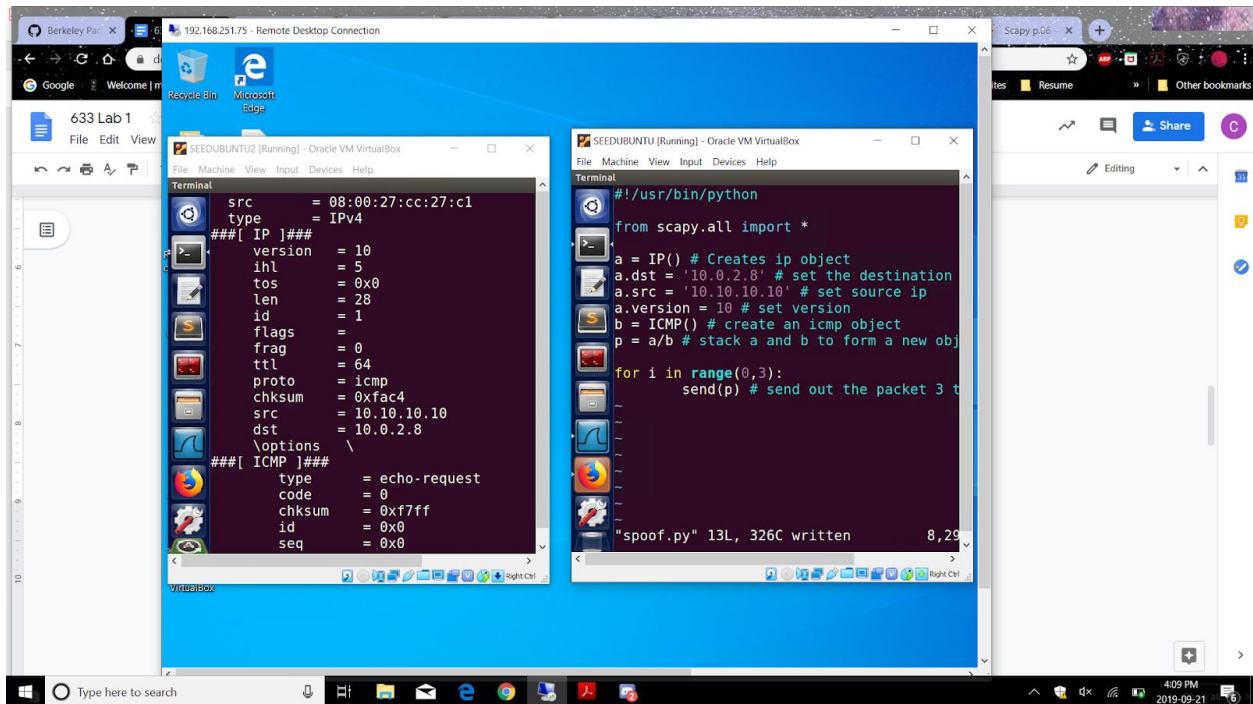 Berkeley Pa
6
192.168.251.75 - Remote Desktop Connection
Scapy p.06
Google
Welcome | m
Resume
»
Other bookmarks
633 Lab 1
File Edit View
Share
C
Editing
31
Recycle Bin
Microsoft Edge
SEEDUBUNTU2 [Running] - Oracle VM VirtualBox
File Machine View Input Devices Help
Terminal
src = 08:00:27:cc:27:c1
type = IPv4
###[ IP ]###
version = 10
ihl = 5
tos = 0x0
len = 28
id = 1
flags =
frag = 0
ttl = 64
proto = icmp
chksum = 0xfac4
src = 10.10.10.10
dst = 10.0.2.8
\options \
###[ ICMP ]###
type = echo-request
code = 0
chksum = 0xf7ff
id = 0x0
seq = 0x0
Right Ctrl
VirtualBox
SEEDUBUNTU [Running] - Oracle VM VirtualBox
File Machine View Input Devices Help
Terminal
#!/usr/bin/python
from scapy.all import *
a = IP() # Creates ip object
a.dst = '10.0.2.8' # set the destination
a.src = '10.10.10.10' # set source ip
a.version = 10 # set version
b = ICMP() # create an icmp object
p = a/b # stack a and b to form a new obj
for i in range(0,3):
send(p) # send out the packet 3 t
~
~
~
~
~
~
~
~
~
"spoof.py" 13L, 326C written 8,29
Right Ctrl
Type here to search
4:09 PM
2019-09-21
6